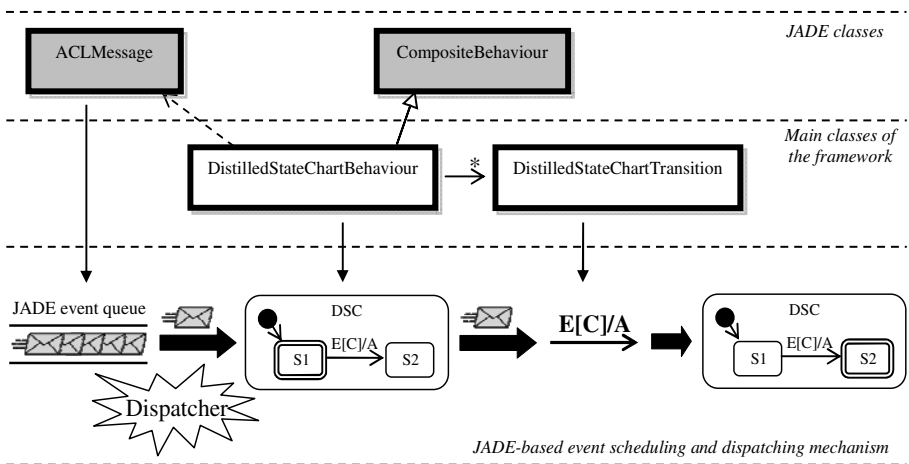 JADE classes
ACLMessage
CompositeBehaviour
Main classes of
the framework
DistilledStateChartBehaviour
*
DistilledStateChartTransition
JADE event queue
DSC
S1
E[C]/A
S2
E[C]/A
DSC
S1
E[C]/A
S2
Dispatcher
JADE-based event scheduling and dispatching mechanism